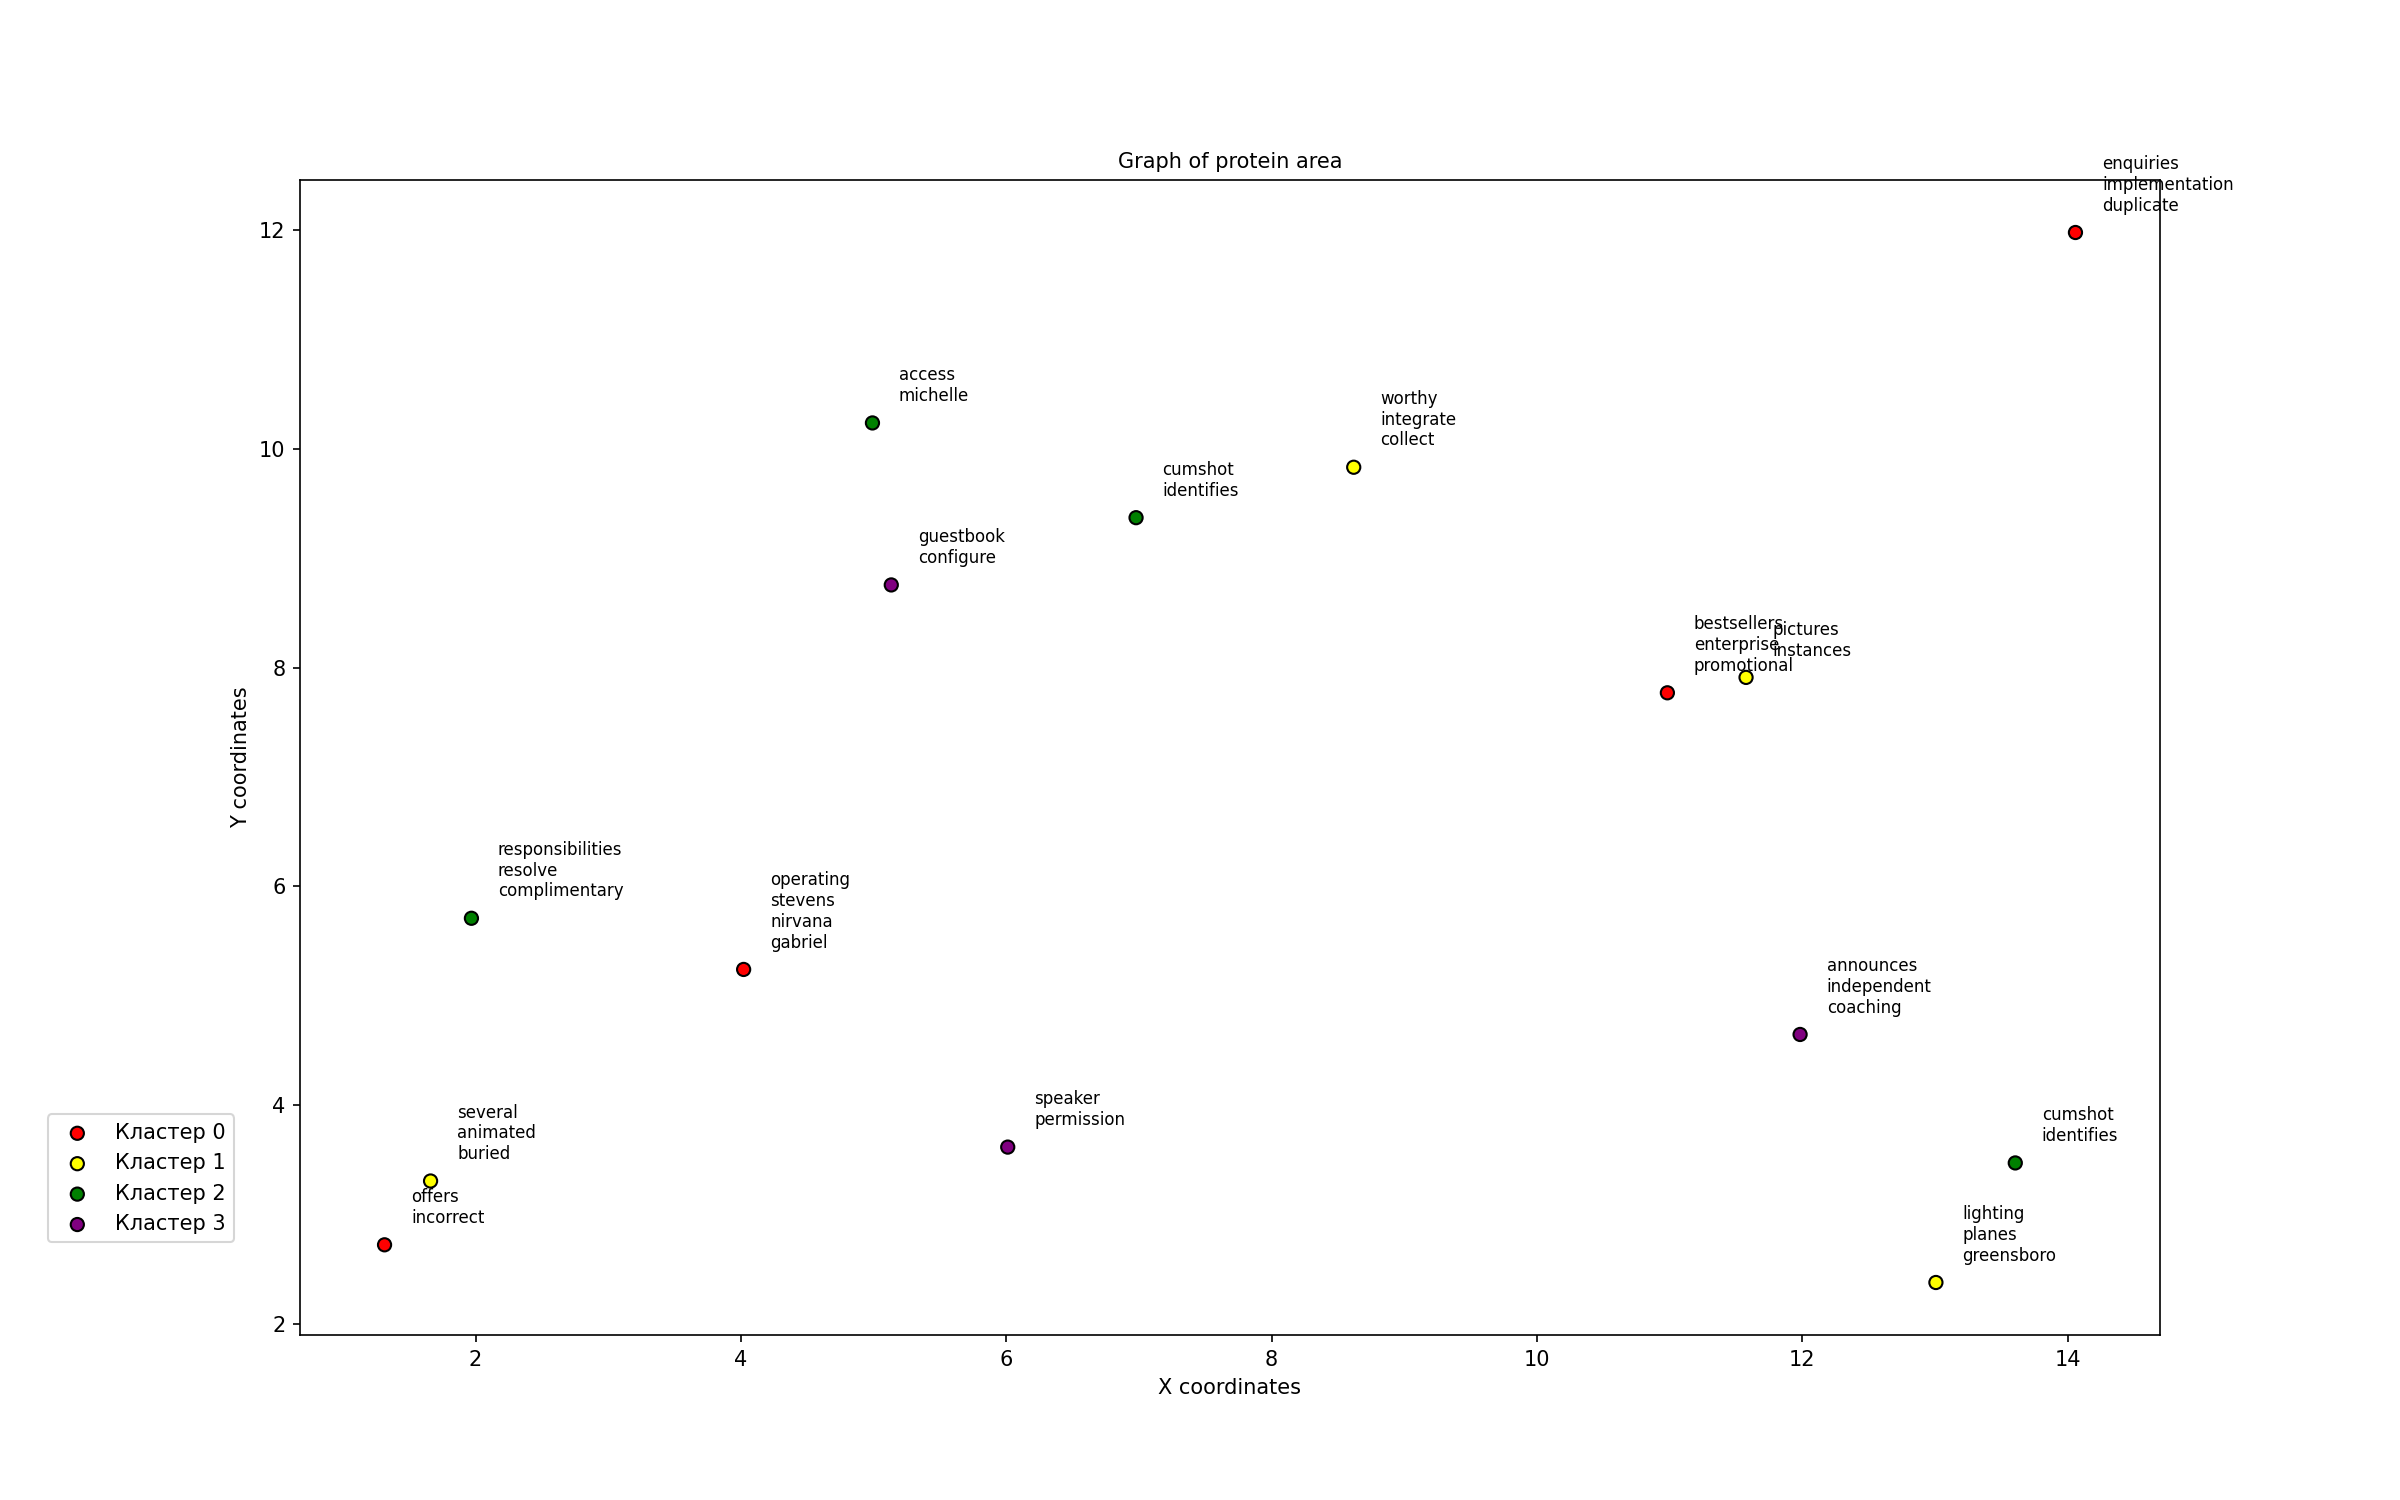 Graph of protein area
enquiries
implementation
duplicate
12
access
michelle
worthy
integrate
collect
10
cumshot
identifies
guestbook
configure
bestsellers
enterprise
promotional
pictures
instances
8
Y coordinates
responsibilities
resolve
complimentary
operating
stevens
nirvana
gabriel
6
announces
independent
coaching
speaker
permission
4
several
animated
buried
cumshot
identifies
offers
incorrect
lighting
planes
greensboro
Кластер 0
Кластер 1
Кластер 2
Кластер 3
2
2
4
6
8
10
12
14
X coordinates